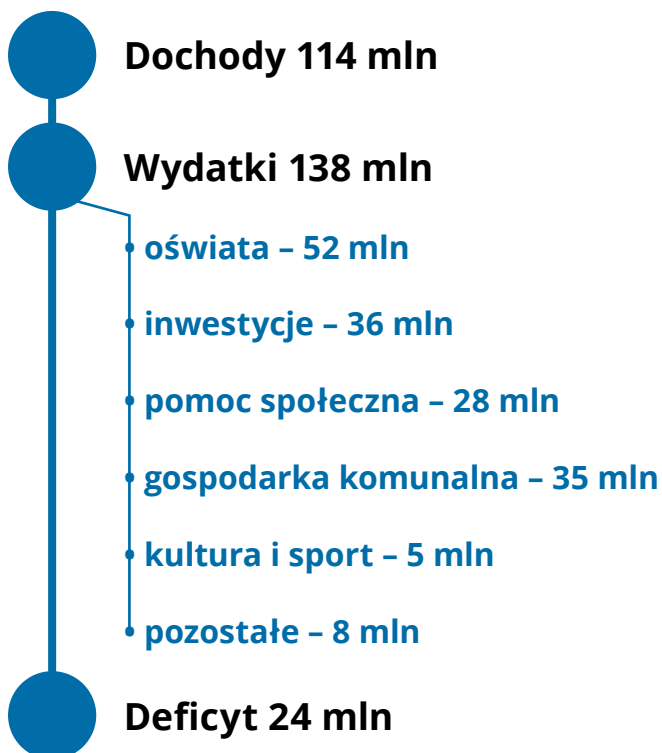 Dochody 114 mln
Wydatki 138 mln
oświata – 52 mln
inwestycje – 36 mln
pomoc społeczna – 28 mln
gospodarka komunalna – 35 mln
kultura i sport – 5 mln
pozostałe – 8 mln
Deficyt 24 mln